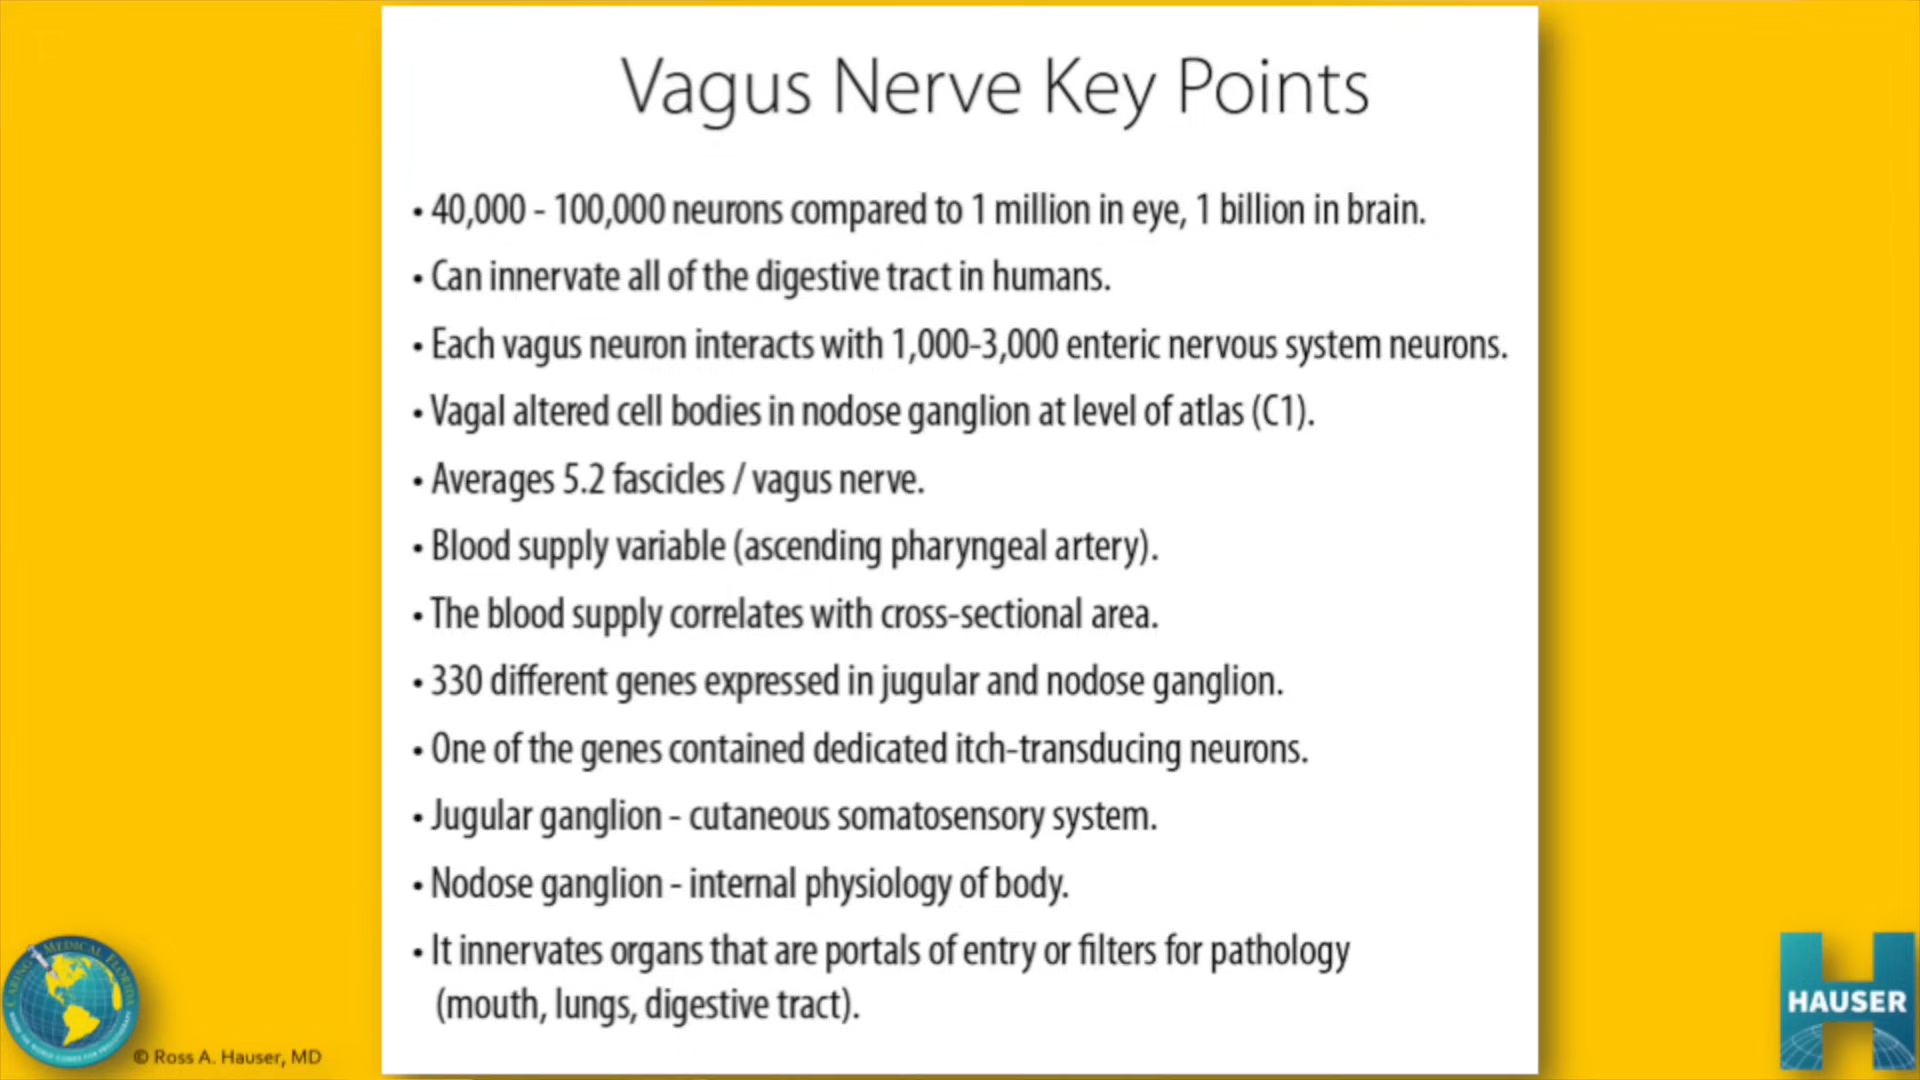 Vagus Nerve Key Points
• 40,000 - 100,000 neurons compared to 1 million in eye, 1 billion in brain.
• Can innervate all of the digestive tract in humans.
• Each vagus neuron interacts with 1,000-3,000 enteric nervous system neurons.
• Vagal altered cell bodies in nodose ganglion at level of atlas (C1).
• Averages 5.2 fascicles / vagus nerve.
• Blood supply variable (ascending pharyngeal artery).
• The blood supply correlates with cross-sectional area.
• 330 different genes expressed in jugular and nodose ganglion.
• One of the genes contained dedicated itch-transducing neurons.
• Jugular ganglion - cutaneous somatosensory system.
• Nodose ganglion - internal physiology of body.
• It innervates organs that are portals of entry or filters for pathology
(mouth, lungs, digestive tract).
CARING MEDICAL FLORIDA
© Ross A. Hauser, MD
HAUSER